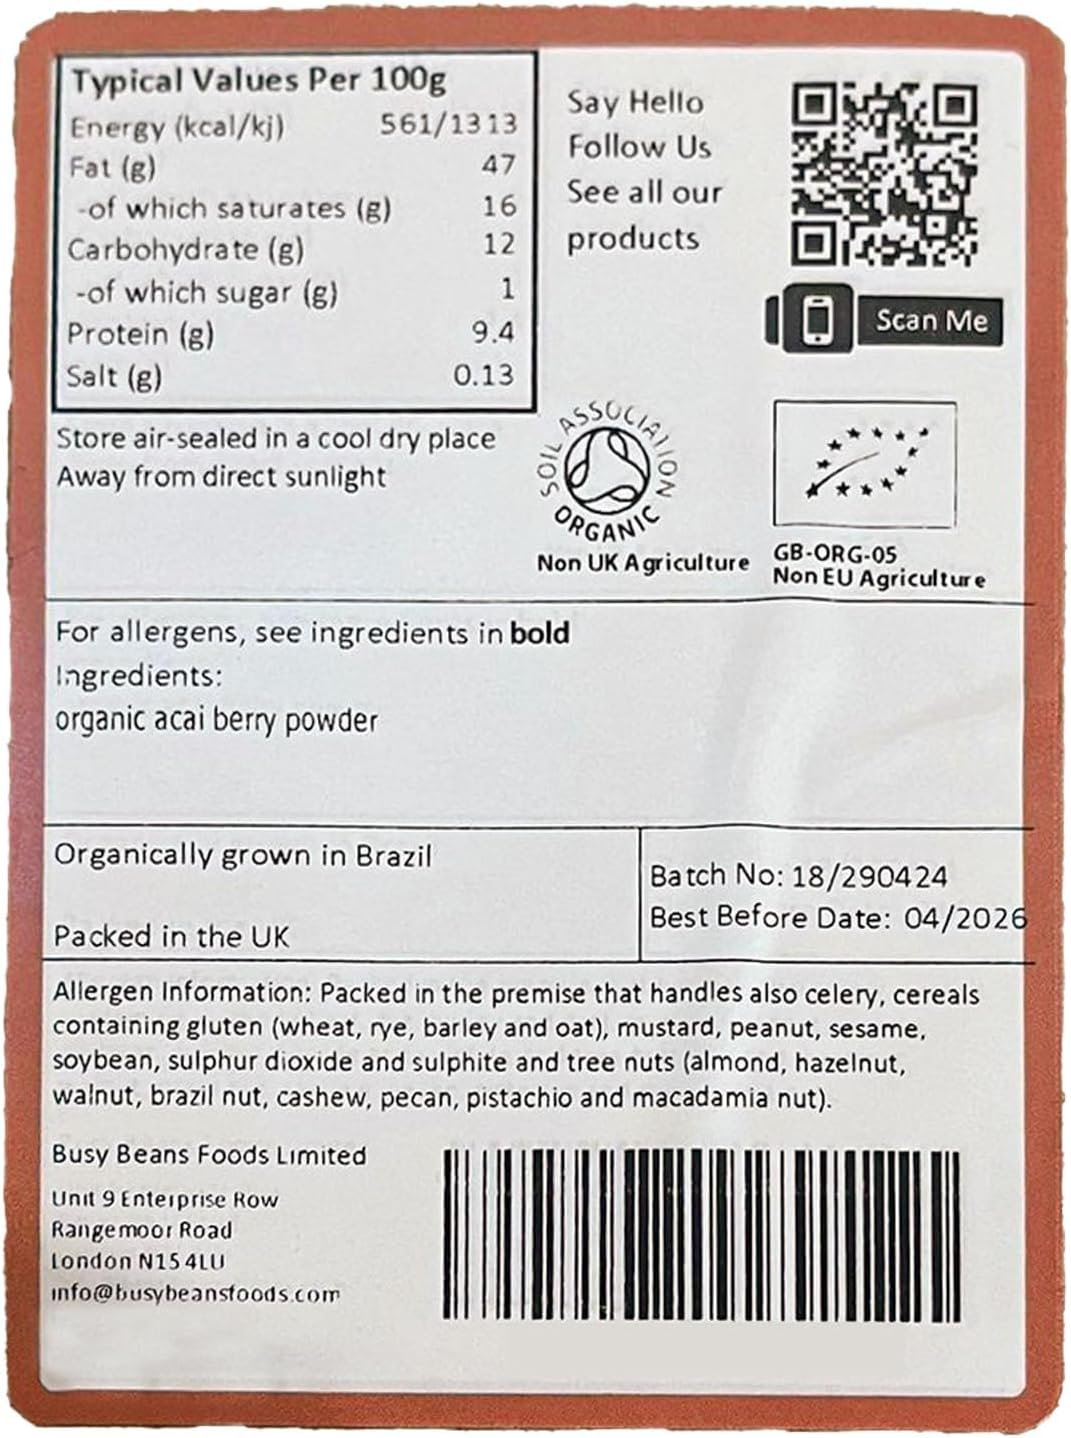 Typical Values Per 100g
Energy (kcal/kj) 561/1313
Fat (g) 47
-of which saturates (g) 16
Carbohydrate (g) 12
-of which sugar (g) 1
Protein (g) 9.4
Salt (g) 0.13
Say Hello
Follow Us
See all our
products
Scan Me
Store air-sealed in a cool dry place
Away from direct sunlight
SOIL ASSOCIATION
ORGANIC
Non UK Agriculture
GB-ORG-05
Non EU Agriculture
For allergens, see ingredients in bold
Ingredients:
organic acai berry powder
Organically grown in Brazil
Packed in the UK
Batch No: 18/290424
Best Before Date: 04/2026
Allergen Information: Packed in the premise that handles also celery, cereals
containing gluten (wheat, rye, barley and oat), mustard, peanut, sesame,
soybean, sulphur dioxide and sulphite and tree nuts (almond, hazelnut,
walnut, brazil nut, cashew, pecan, pistachio and macadamia nut).
Busy Beans Foods Limited
Unit 9 Enterprise Row
Rangemoor Road
London N15 4LU
info@busybeansfoods.com